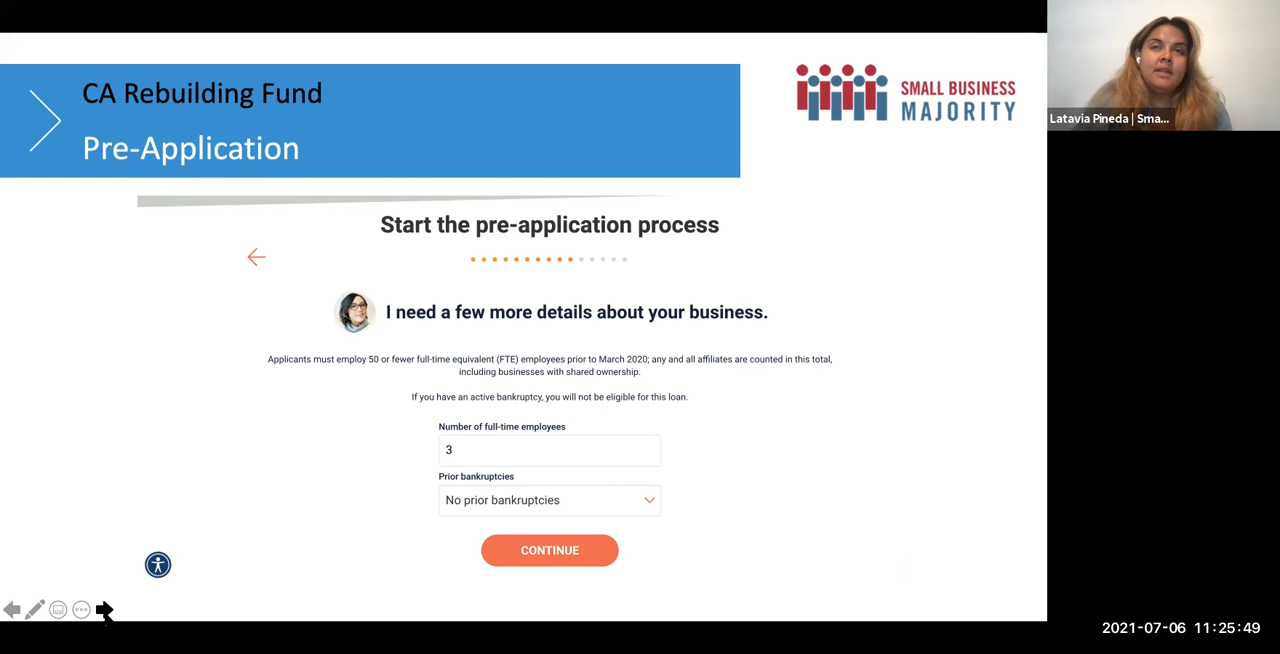 CA Rebuilding Fund
Pre-Application
SMALL BUSINESS
MAJORITY
Latavia Pineda | Sma...
Start the pre-application process
I need a few more details about your business.
Applicants must employ 50 or fewer full-time equivalent (FTE) employees prior to March 2020; any and all affiliates are counted in this total,
including businesses with shared ownership.
If you have an active bankruptcy, you will not be eligible for this loan.
Number of full-time employees
3
Prior bankruptcies
No prior bankruptcies
CONTINUE
2021-07-06 11:25:49